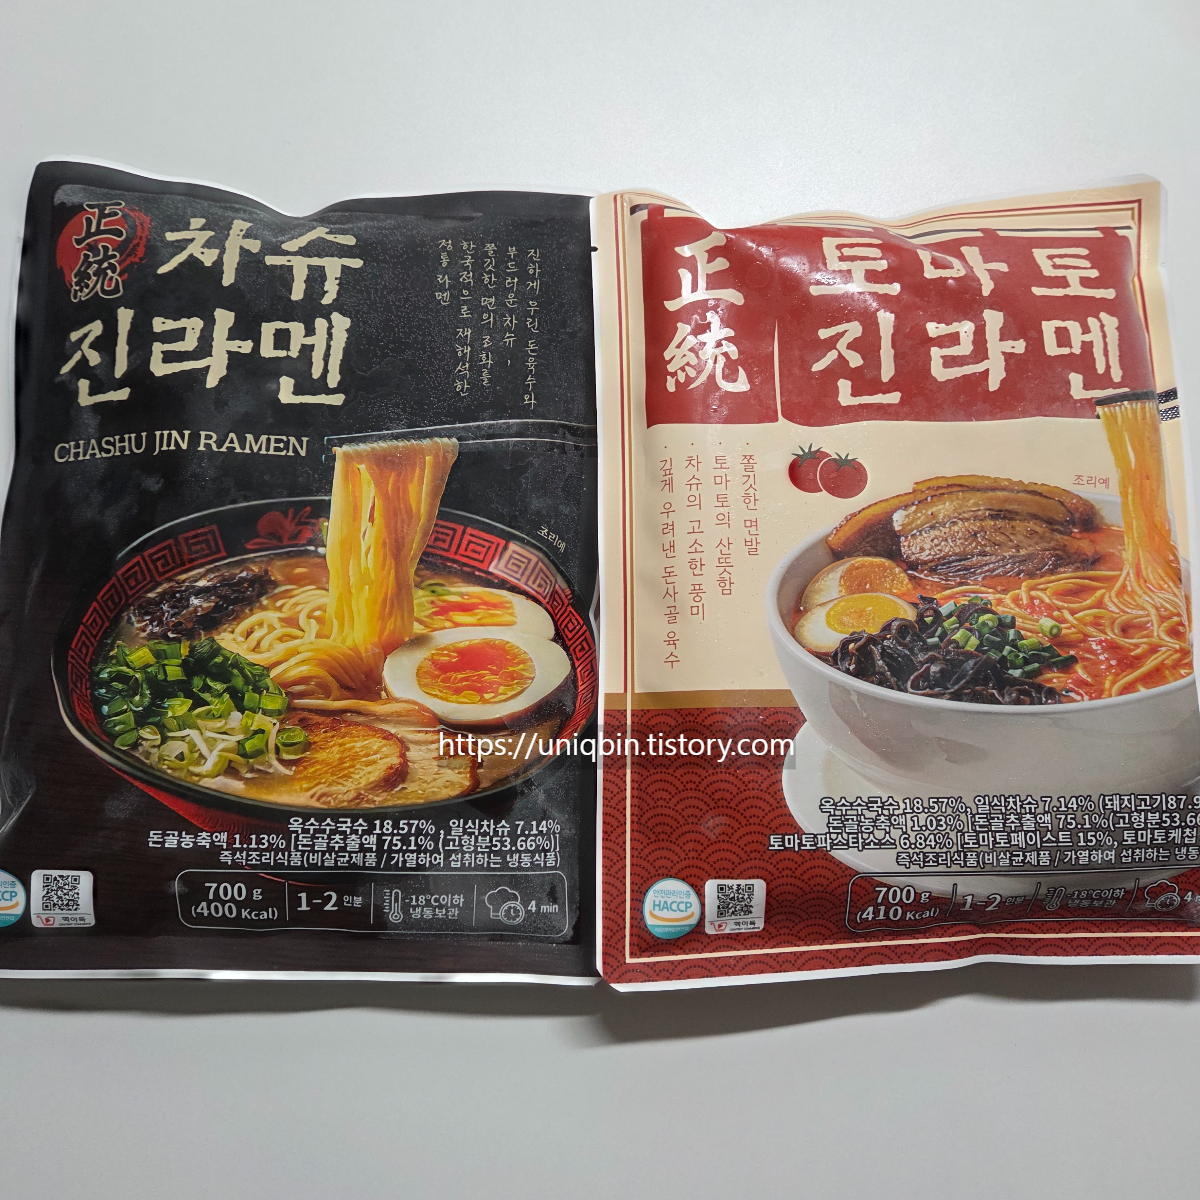 正統
차슈
진라멘
진하게 우린 돈육수와
부드러운 차슈,
쫄깃한 면의 조화를
한국적으로 재해석한
정통 라멘
CHASHU JIN RAMEN
조리예
옥수수국수 18.57% , 일식차슈 7.14%
돈골농축액 1.13% [돈골추출액 75.1% (고형분53.66%)]
즉석조리식품(비살균제품 / 가열하여 섭취하는 냉동식품)
700 g
(400 Kcal)
1-2 인분
-18℃이하
냉동보관
4 min
正統
토마토
진라멘
· 쫄깃한 면발
· 토마토의 산뜻함
· 차슈의 고소한 풍미
· 깊게 우려낸 돈사골 육수
조리예
옥수수국수 18.57%, 일식차슈 7.14% (돼지고기87.9
돈골농축액 1.03% [돈골추출액 75.1%(고형분53.66
토마토파스타소스 6.84% [토마토페이스트 15%, 토마토케찹
즉석조리식품(비살균제품 / 가열하여 섭취하는 냉동
안전관리인증
HACCP
700 g
(410 Kcal)
1-2 인분
-18℃이하
냉동보관
4
https://uniqbin.tistory.com